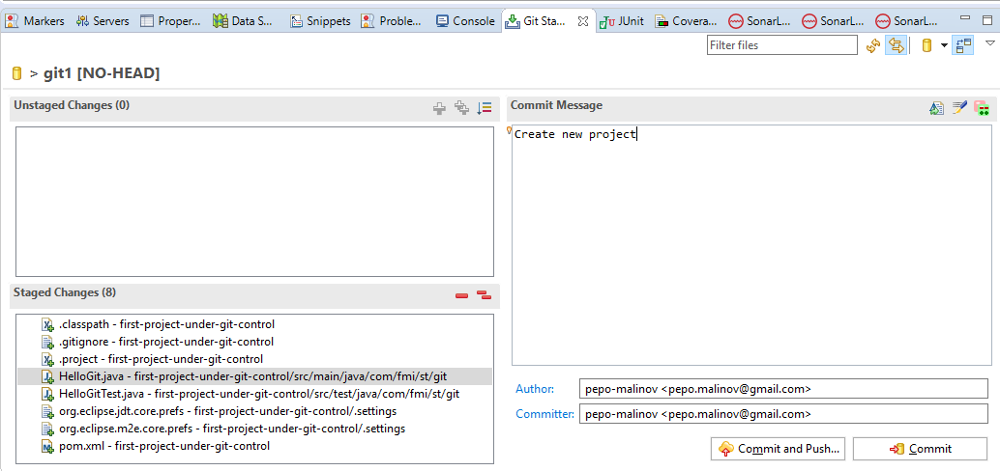 Markers Servers Proper... Data S... Snippets Proble... Console Git Sta... JUnit Covera... SonarL... SonarL... SonarL...
Filter files
> git1 [NO-HEAD]
Unstaged Changes (0)
Commit Message
Create new project
Staged Changes (8)
.classpath - first-project-under-git-control
.gitignore - first-project-under-git-control
.project - first-project-under-git-control
HelloGit.java - first-project-under-git-control/src/main/java/com/fmi/st/git
HelloGitTest.java - first-project-under-git-control/src/test/java/com/fmi/st/git
org.eclipse.jdt.core.prefs - first-project-under-git-control/.settings
org.eclipse.m2e.core.prefs - first-project-under-git-control/.settings
pom.xml - first-project-under-git-control
Author: pepo-malinov <pepo.malinov@gmail.com>
Committer: pepo-malinov <pepo.malinov@gmail.com>
Commit and Push... Commit